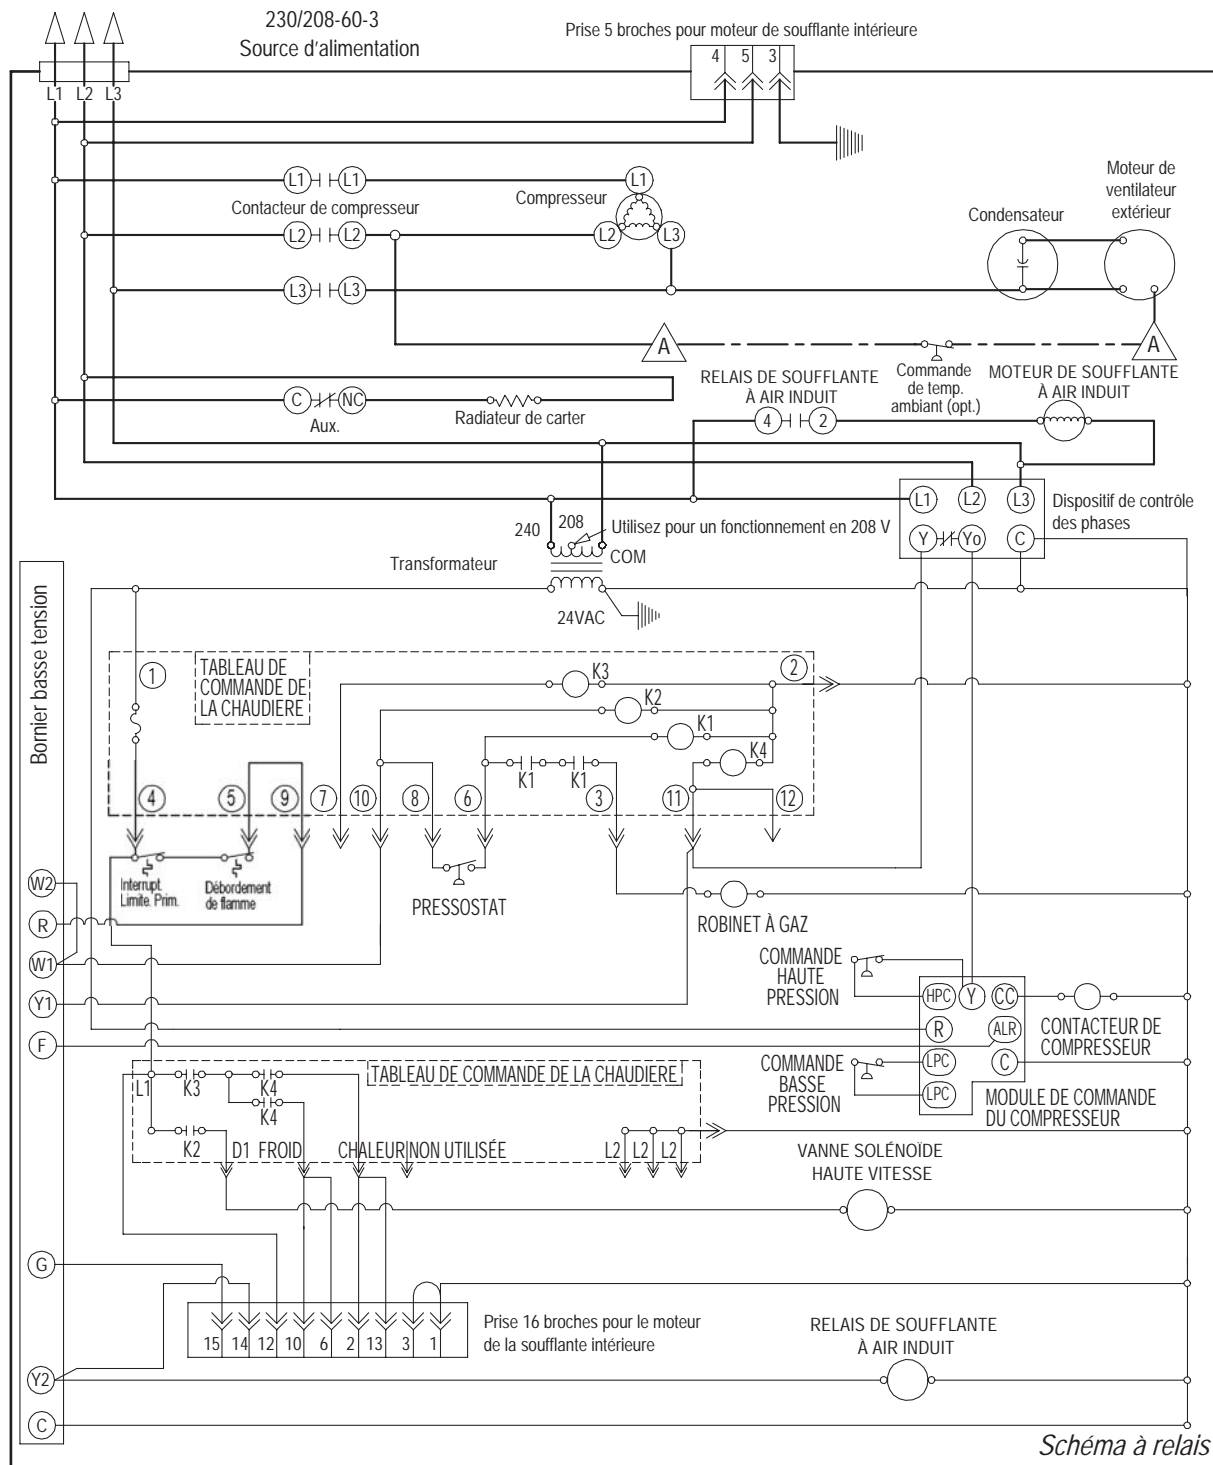 230/208-60-3
Source d'alimentation
Prise 5 broches pour moteur de soufflante intérieure
4 5 3
L1 L2 L3
L1 L1
Contacteur de compresseur
L2 L2
L3 L3
Compresseur
L1
L2 L3
Condensateur
Moteur de
ventilateur
extérieur
A
A
Commande
de temp.
ambiant (opt.)
C NC
Aux.
Radiateur de carter
RELAIS DE SOUFFLANTE
À AIR INDUIT
4 2
MOTEUR DE SOUFFLANTE
À AIR INDUIT
L1 L2 L3
Y Yo C
Dispositif de contrôle
des phases
240 208
Utilisez pour un fonctionnement en 208 V
COM
Transformateur
24VAC
Bornier basse tension
1
TABLEAU DE
COMMANDE DE
LA CHAUDIERE
K3
2
K2
K1
K4
K1 K1
4 5 9 7 10 8 6 3 11 12
Interrupt.
Limite. Prim.
Débordement
de flamme
PRESSOSTAT
ROBINET À GAZ
W2
R
W1
Y1
F
COMMANDE
HAUTE
PRESSION
HPC Y CC
R ALR
LPC C
LPC
CONTACTEUR DE
COMPRESSEUR
COMMANDE
BASSE
PRESSION
MODULE DE COMMANDE
DU COMPRESSEUR
TABLEAU DE COMMANDE DE LA CHAUDIERE
L1 K3 K4
K4
K2 D1 FROID CHALEUR NON UTILISÉE L2 L2 L2
VANNE SOLÉNOÏDE
HAUTE VITESSE
G
15 14 12 10 6 2 13 3 1
Prise 16 broches pour le moteur
de la soufflante intérieure
RELAIS DE SOUFFLANTE
À AIR INDUIT
Y2
C
Schéma à relais